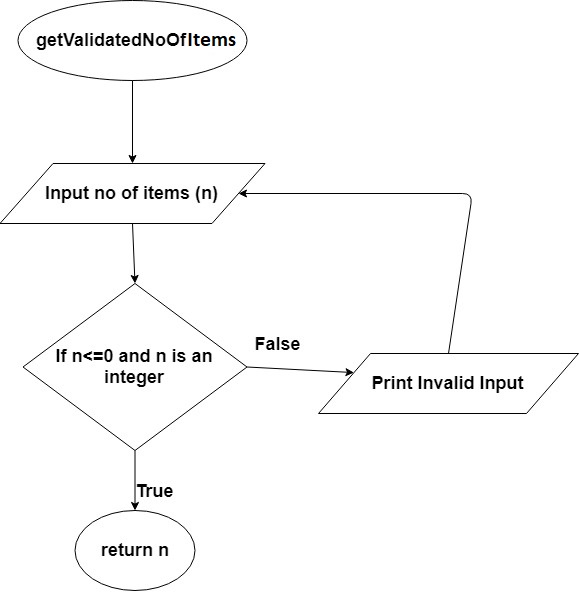 getValidatedNoOfItems
Input no of items (n)
If n<=0 and n is an
integer
False
Print Invalid Input
True
return n